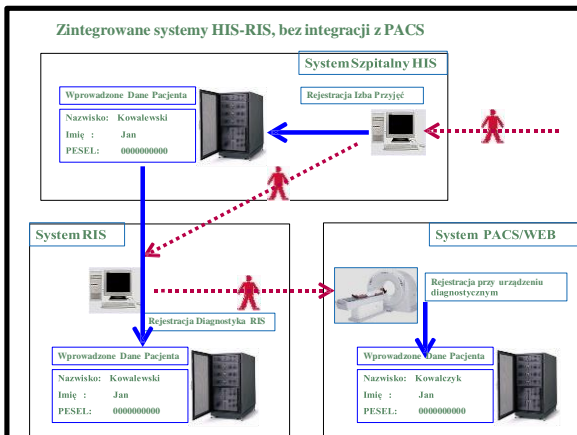 Zintegrowane systemy HIS-RIS, bez integracji z PACS
System Szpitalny HIS
Wprowadzone Dane Pacjenta
Rejestracja Izba Przyjęć
Nazwisko: Kowalewski
Imię : Jan
PESEL: 0000000000
System RIS
System PACS/WEB
Rejestracja przy urządzeniu
diagnostycznym
Rejestracja Diagnostyka RIS
Wprowadzone Dane Pacjenta
Nazwisko: Kowalewski
Imię : Jan
PESEL: 0000000000
Wprowadzone Dane Pacjenta
Nazwisko: Kowalczyk
Imię : Jan
PESEL: 0000000000